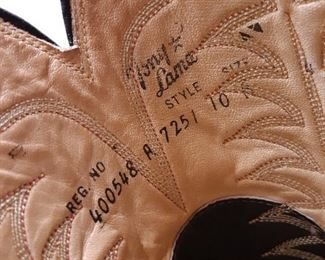 Tony
Lama
STYLE SIZE
7251 10
REG. NO
400548 A